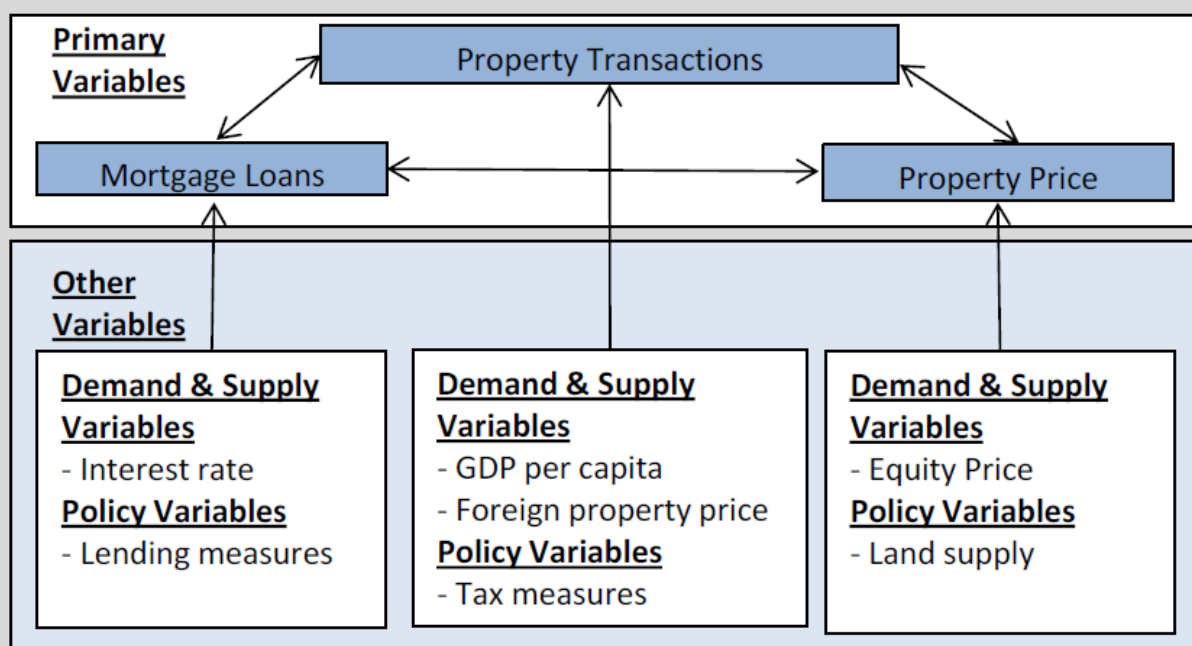 Primary
Variables
Property Transactions
Mortgage Loans
Property Price
Other
Variables
Demand & Supply
Variables
- Interest rate
Policy Variables
- Lending measures
Demand & Supply
Variables
- GDP per capita
- Foreign property price
Policy Variables
- Tax measures
Demand & Supply
Variables
- Equity Price
Policy Variables
- Land supply